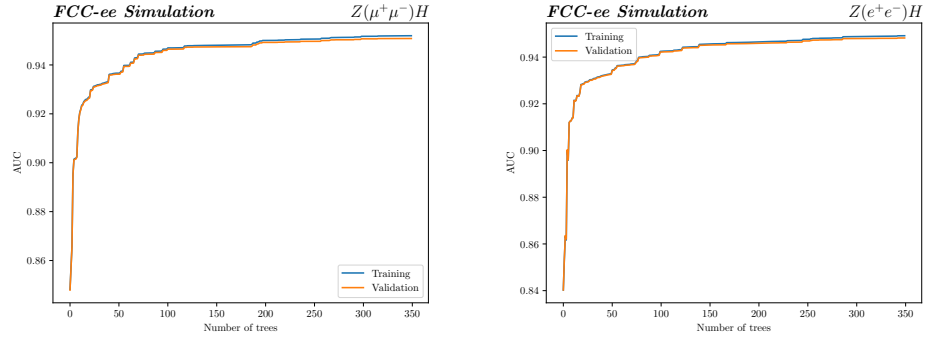 FCC-ee Simulation
Z(μ⁺μ⁻)H
0.94
0.92
0.90
0.88
0.86
AUC
0
50
100
150
200
250
300
350
Number of trees
Training
Validation
FCC-ee Simulation
Z(e⁺e⁻)H
Training
Validation
0.94
0.92
0.90
0.88
0.86
0.84
AUC
0
50
100
150
200
250
300
350
Number of trees